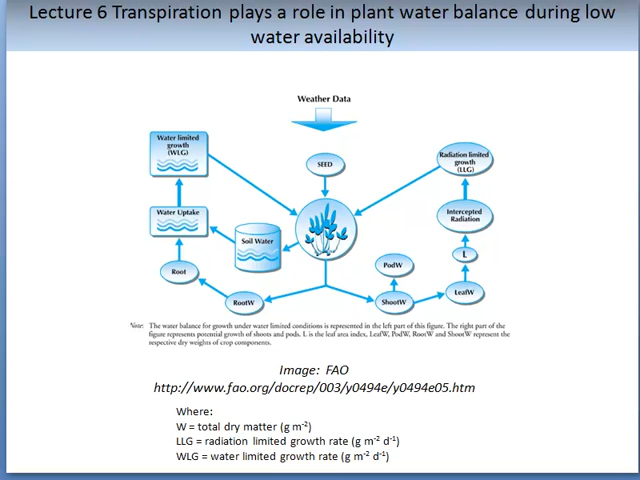 Lecture 6 Transpiration plays a role in plant water balance during low
water availability
Weather Data
Water limited
growth
(WLG)
SEED
Radiation limited
growth
(LLG)
Water Uptake
Intercepted
Radiation
Soil Water
L
PodW
Root
RootW
ShootW
LeafW
Note: The water balance for growth under water limited conditions is represented in the left part of this figure. The right part of the
figure represents potential growth of shoots and pods. L is the leaf area index, LeafW, PodW, RootW and ShootW represent the
respective dry weights of crop components.
Image: FAO
http://www.fao.org/docrep/003/y0494e/y0494e05.htm
Where:
W = total dry matter (g m⁻²)
LLG = radiation limited growth rate (g m⁻² d⁻¹)
WLG = water limited growth rate (g m⁻² d⁻¹)